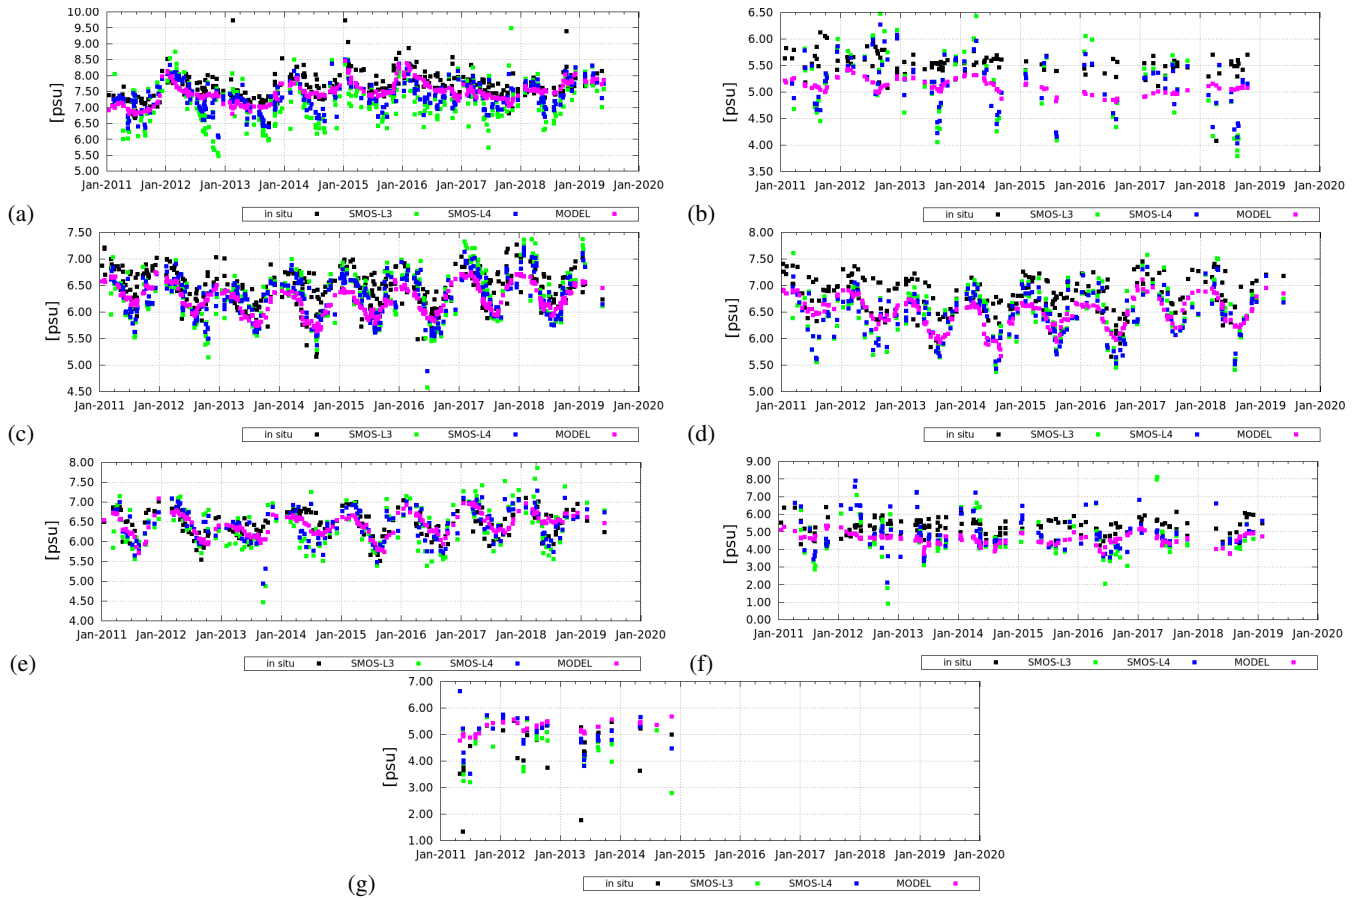 10.00
9.50
9.00
8.50
8.00
7.50
7.00
6.50
6.00
5.50
5.00
[psu]
Jan-2011 Jan-2012 Jan-2013 Jan-2014 Jan-2015 Jan-2016 Jan-2017 Jan-2018 Jan-2019 Jan-2020
(a)
in situ SMOS-L3 SMOS-L4 MODEL
6.50
6.00
5.50
5.00
4.50
4.00
3.50
[psu]
Jan-2011 Jan-2012 Jan-2013 Jan-2014 Jan-2015 Jan-2016 Jan-2017 Jan-2018 Jan-2019 Jan-2020
(b)
in situ SMOS-L3 SMOS-L4 MODEL
7.50
7.00
6.50
6.00
5.50
5.00
4.50
[psu]
Jan-2011 Jan-2012 Jan-2013 Jan-2014 Jan-2015 Jan-2016 Jan-2017 Jan-2018 Jan-2019 Jan-2020
(c)
in situ SMOS-L3 SMOS-L4 MODEL
8.00
7.50
7.00
6.50
6.00
5.50
5.00
[psu]
Jan-2011 Jan-2012 Jan-2013 Jan-2014 Jan-2015 Jan-2016 Jan-2017 Jan-2018 Jan-2019 Jan-2020
(d)
in situ SMOS-L3 SMOS-L4 MODEL
8.00
7.50
7.00
6.50
6.00
5.50
5.00
4.50
4.00
[psu]
Jan-2011 Jan-2012 Jan-2013 Jan-2014 Jan-2015 Jan-2016 Jan-2017 Jan-2018 Jan-2019 Jan-2020
(e)
in situ SMOS-L3 SMOS-L4 MODEL
9.00
8.00
7.00
6.00
5.00
4.00
3.00
2.00
1.00
0.00
[psu]
Jan-2011 Jan-2012 Jan-2013 Jan-2014 Jan-2015 Jan-2016 Jan-2017 Jan-2018 Jan-2019 Jan-2020
(f)
in situ SMOS-L3 SMOS-L4 MODEL
7.00
6.00
5.00
4.00
3.00
2.00
1.00
[psu]
Jan-2011 Jan-2012 Jan-2013 Jan-2014 Jan-2015 Jan-2016 Jan-2017 Jan-2018 Jan-2019 Jan-2020
(g)
in situ SMOS-L3 SMOS-L4 MODEL